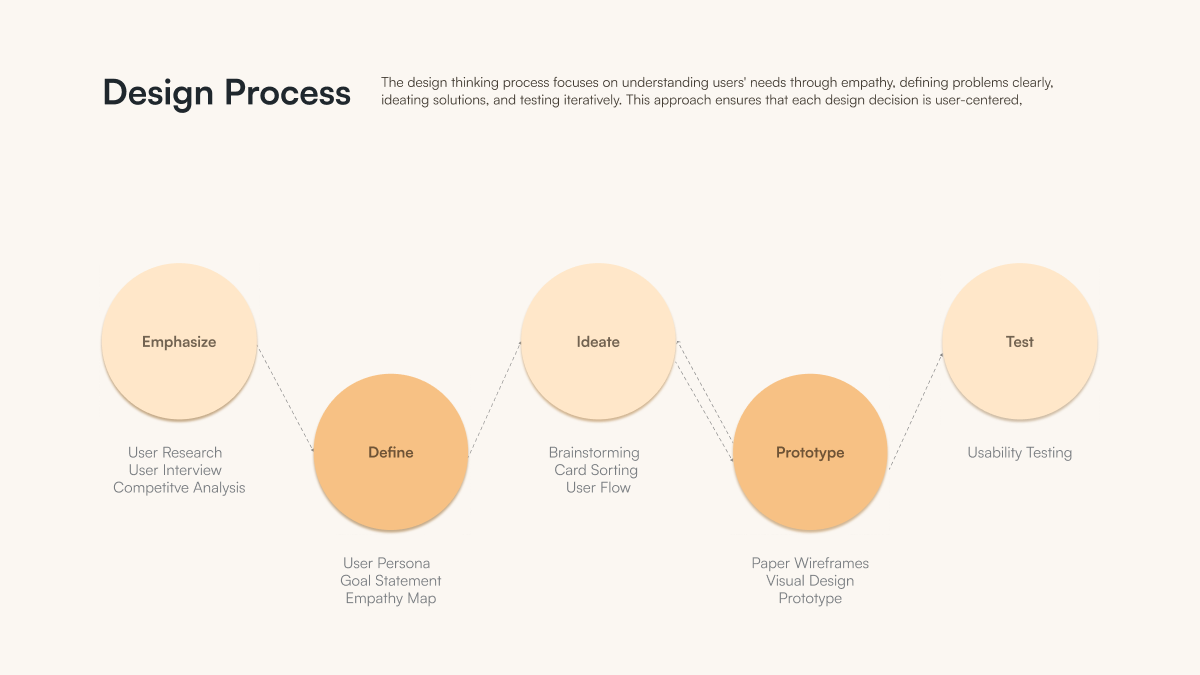 Design Process
The design thinking process focuses on understanding users' needs through empathy, defining problems clearly,
ideating solutions, and testing iteratively. This approach ensures that each design decision is user-centered,
Emphasize
User Research
User Interview
Competitve Analysis
Define
User Persona
Goal Statement
Empathy Map
Ideate
Brainstorming
Card Sorting
User Flow
Prototype
Paper Wireframes
Visual Design
Prototype
Test
Usability Testing